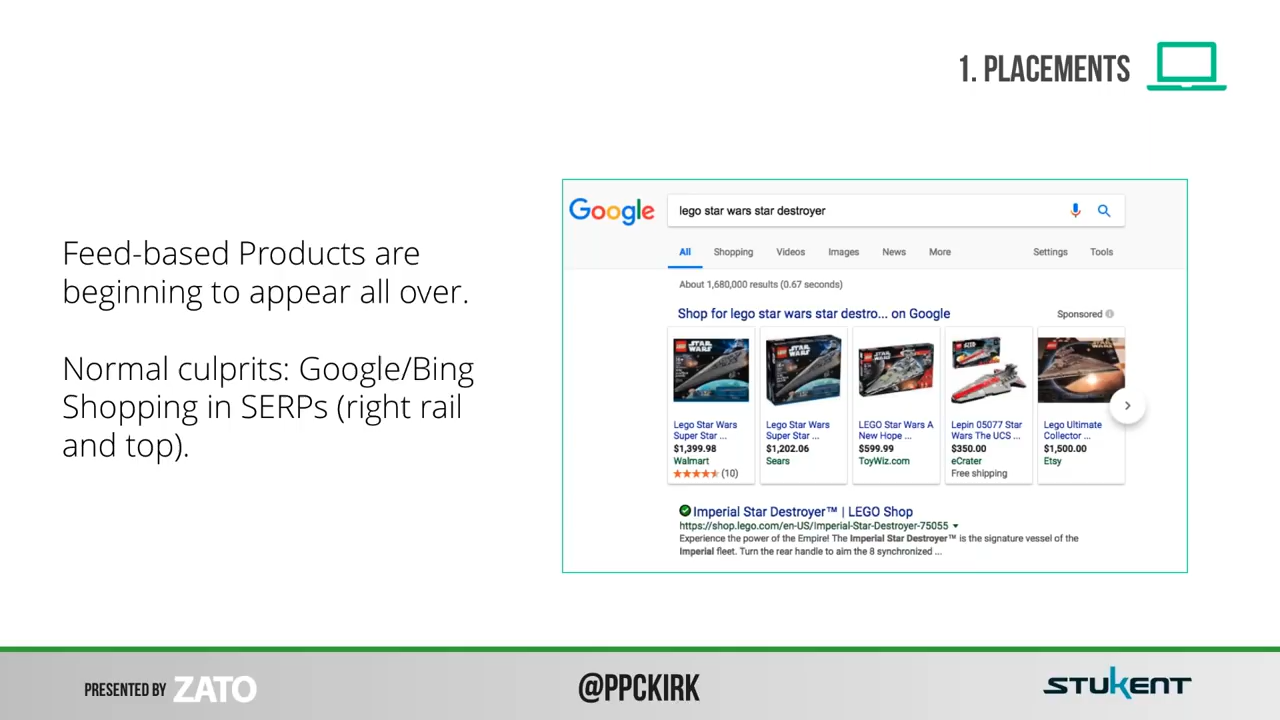 1. PLACEMENTS
Feed-based Products are
beginning to appear all over.
Normal culprits: Google/Bing
Shopping in SERPs (right rail
and top).
Google
lego star wars star destroyer
All Shopping Videos Images News More Settings Tools
About 1,680,000 results (0.67 seconds)
Shop for lego star wars star destro... on Google Sponsored
Lego Star Wars
Super Star ...
$1,399.98
Walmart
(10)
Lego Star Wars
Super Star ...
$1,202.06
Sears
LEGO Star Wars A
New Hope ...
$599.99
ToyWiz.com
Lepin 05077 Star
Wars The UCS ...
$350.00
eCrater
Free shipping
Lego Ultimate
Collector ...
$1,500.00
Etsy
Imperial Star Destroyer™ | LEGO Shop
https://shop.lego.com/en-US/Imperial-Star-Destroyer-75055
Experience the power of the Empire! The Imperial Star Destroyer™ is the signature vessel of the
Imperial fleet. Turn the rear handle to aim the 8 synchronized ...
PRESENTED BY ZATO
@PPCKIRK
STUKENT